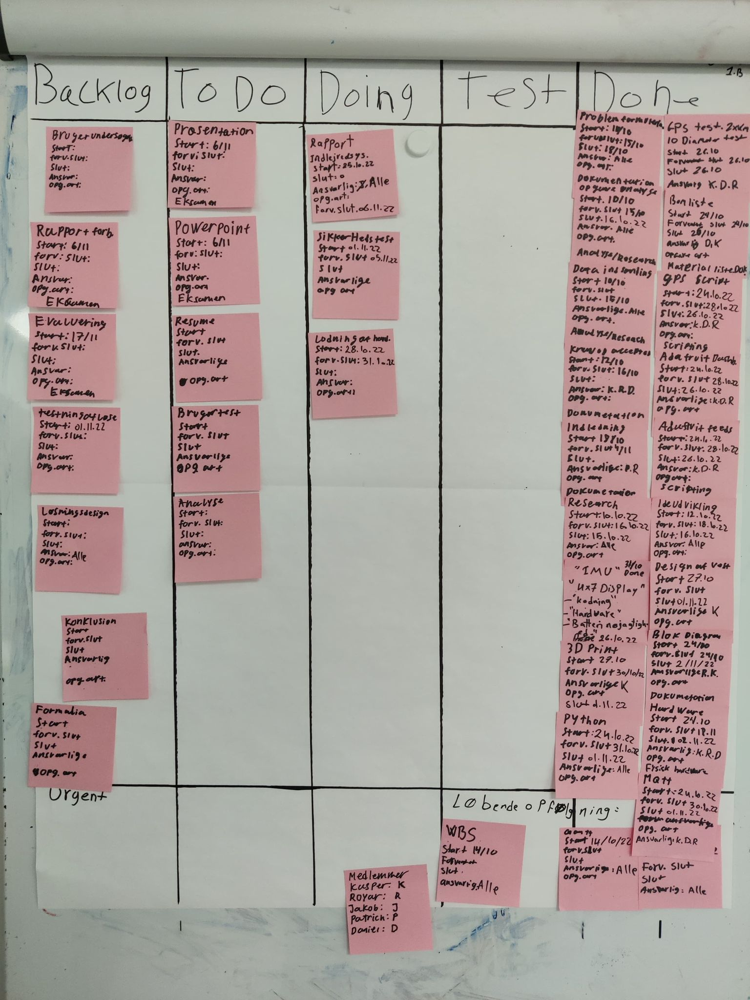 1.B
Backlog
To Do
Doing
Test
Done
Brugerundersøg
Start:
forv.slut:
Slut:
Ansvar:
opg.art:
Rapport forb.
Start: 6/11
forv: Slut:
Slut:
Ansvar:
opg.art:
Eksamen
Evaluering
Start: 17/11
forv. Slut:
Slut:
Ansvar:
opg.art:
Eksamen
testning af løse
Start: 01.11.22
forv.slut:
Slut:
Ansvar:
opg.art:
Løsningsdesign
Start:
forv.slut:
Slut:
Ansvar: Alle
opg.art:
Konklusion
Start
forv.slut
Slut
Ansvarlig
opg.art.
Formalia
Start
forv. slut
Slut
Ansvarlige
opg.art
Præsentation
Start: 6/11
forvi slut:
Slut:
Ansvar:
opg.art:
Eksamen
Powerpoint
Start: 6/11
forv: slut:
Slut:
Ansvar.
opg.art
Eksamen
Resume
Start
forv. slut
Slut.
Ansvarlige
opg.art
Brugertest
Start
forv. slut
Slut
Ansvarlige
opg art
Analyse
Start:
forv. slut:
Slut:
ansvar:
opg.art:
Rapport
Indlejredsys.
start: 25.10.22
slut: 0
Ansvarlig: Alle
opg.art:
Forv.slut.06.11.22
Sikkerhedstest
Start 01.11.22
forv. slut 05.11.22
Slut
Ansvarlige
opg art
Lodning af hard.
Start: 28.10.22
forv.slut: 31.10.22
Slut:
Ansvar:
opg.art:
Problemformulering
Start: 10/10
forv.slut: 15/10
Slut: 18/10
Ansvar: Alle
opg. art:
Dokumentation
opgave analyse
Start. 10/10
forv. slut 15/10
slut. 16.10.22
Ansvar. Alle
opg.art.
Analyse/Research
Data indsamling
Start 10/10
forv. slut
slut. 15/10
Ansvarlige. Alle
opg. art.
Analyse/Reseach
Krav og accept
Start: 12/10
forv. Slut: 16/10
Slut:
Ansvar: K.R.D.
opg. art:
Dokumetation
Indledning
Start 18/10
forv. slut 4/11
slut.
Ansvarlige: P.R
opg. art
Dokumetation
Research
Start: 10.10.22
forv. slut: 16.10.22
Slut: 15.10.22
Ansvar: Alle
opg.art
"IMU" 31/10 Done
"4x7 Display"
- "kodning"
- "Hardware"
- "Batteri nøjagtigh-
ed:" 26.10.22
3D Print
Start 27.10
forv. slut 30/10/22
Ansvarlige K
opg. art
Slut 1.11.22
Python
Start: 24.10.22
forv. slut 31.10.22
Slut 01.11.22
Ansvarlige: Alle
opg. art
GPS test. 2xkm
10 Diameter test
Start 26.10
Forventet slut 26.10
Slut 26.10
Ansvarlig K.D.R
Bom liste
Start 24/10
Forventet slut 24/10
Slut 26/10
ansvarlig D,K
opgave art
Material liste.Dok
GPS script
Start: 24.10.22
forv. slut: 28.10.22
Slut: 26.10.22
Ansvar: K.D.R
opg.art:
scripting
Adafruit Dashb.
Start: 24.10.22
forv. slut 28.10.22
Slut: 26.10.22
Ansvarlige: K.D.R
opg. art
Adafruit feeds
Start: 24.10.22
forv. slut: 28.10.22
Slut: 26.10.22
Ansvar: K.D.R
opg art:
Scripting
Ideudvikling
Start: 12.10.22
forv. slut: 18.10.22
Slut: 16.10.22
Ansvar: Alle
opg. art:
Design af vest
Start 27.10
forv. slut
Slut 01.11.22
Ansvarlige K
opg. art
Blok Diagram
Start 24/10
forv. slut 24/10
Slut 2/11/22
Ansvarlige R.K.
opg. art
Dokumetation
HardWare
Start 24.10
forv. slut 18.11
Slut. 02.11.22
Ansvarlig: K.R.D
opg. art
Fysisk hardware
MQtt
Start: 24.10.22
forv. slut 30.10.22
Slut 01.11.22
opg. art
Ansvarlig: K.D.R
Urgent
Løbende opfølgning:
WBS
Start 14/10
Forventet
Slut.
ansvarlig: Alle
Gantt
Start 14/10/22
forv.slut
Slut
Ansvarlige: Alle
opg.art
Forv. slut
Slut
Ansvarlig: Alle
Medlemmer
Kasper: K
Royar: R
Jakob: J
Patrich: P
Daniel: D